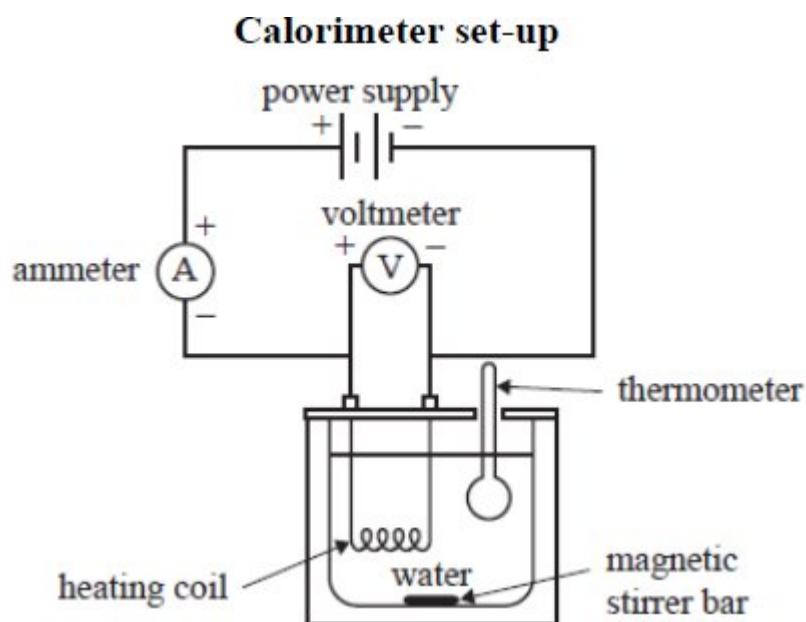 Calorimeter set-up
power supply
+ −
voltmeter
+
+ −
ammeter
A
V
−
thermometer
heating coil
water
magnetic
stirrer bar